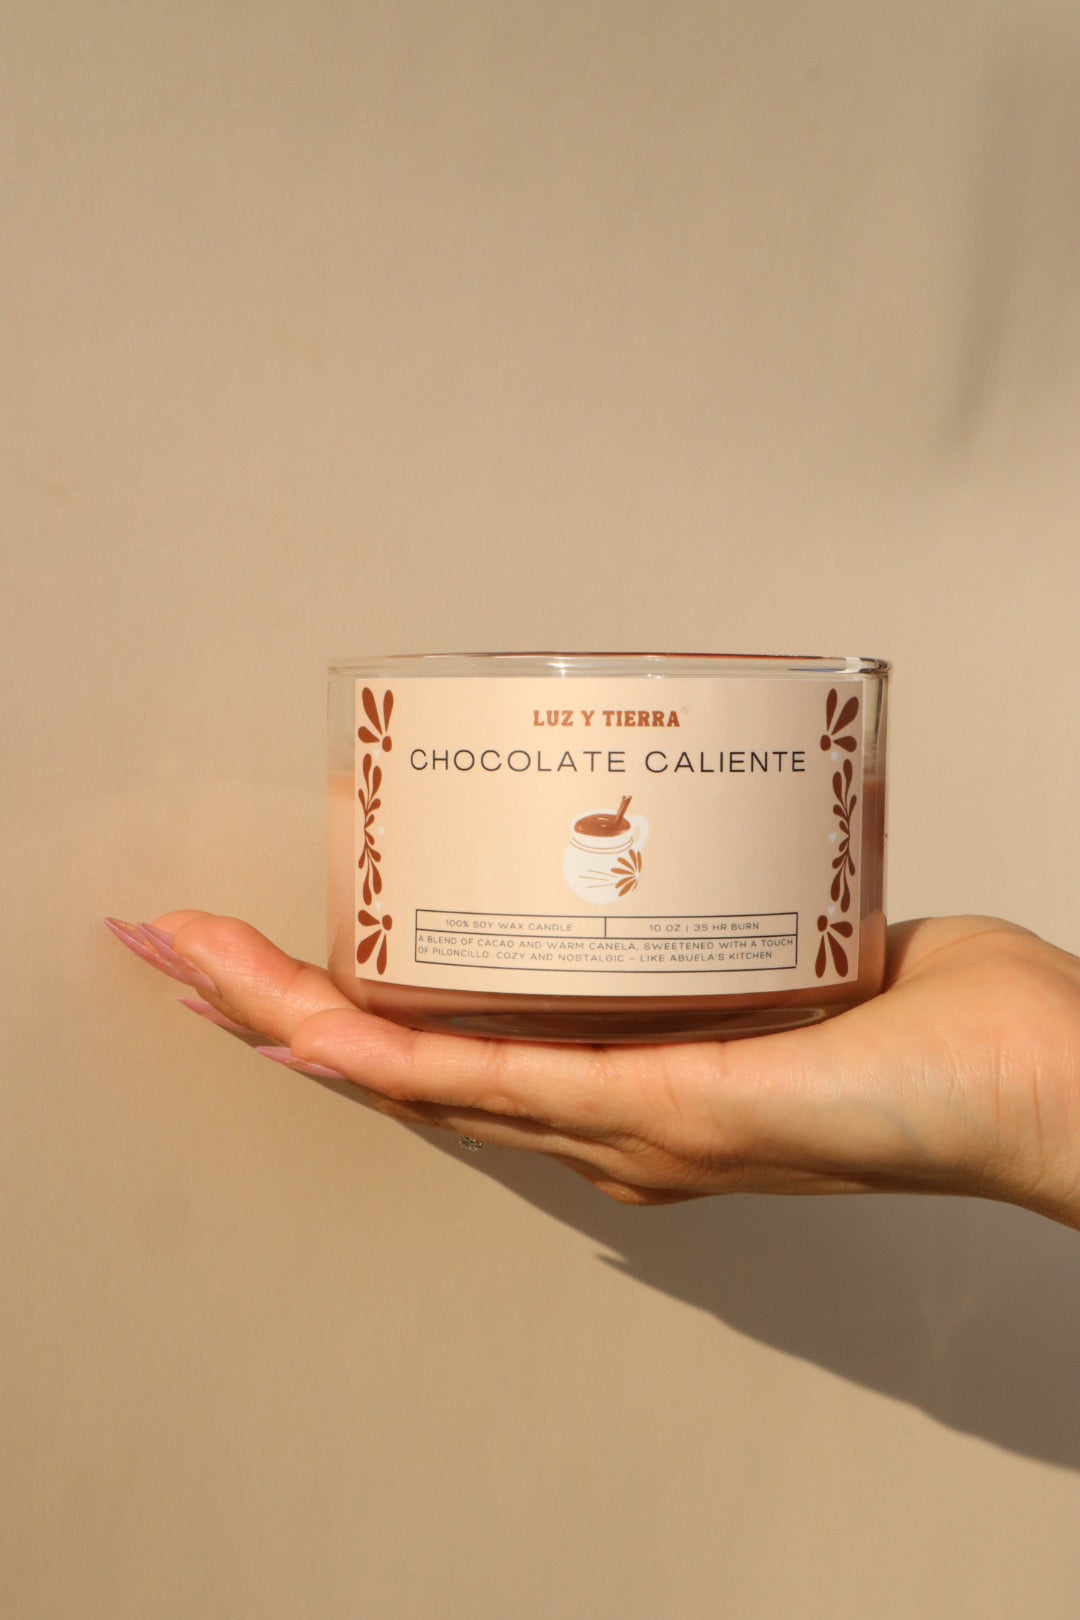 LUZ Y TIERRA®
CHOCOLATE CALIENTE
100% SOY WAX CANDLE
10 OZ | 35 HR BURN
A BLEND OF CACAO AND WARM CANELA, SWEETENED WITH A TOUCH
OF PILONCILLO. COZY AND NOSTALGIC – LIKE ABUELA'S KITCHEN